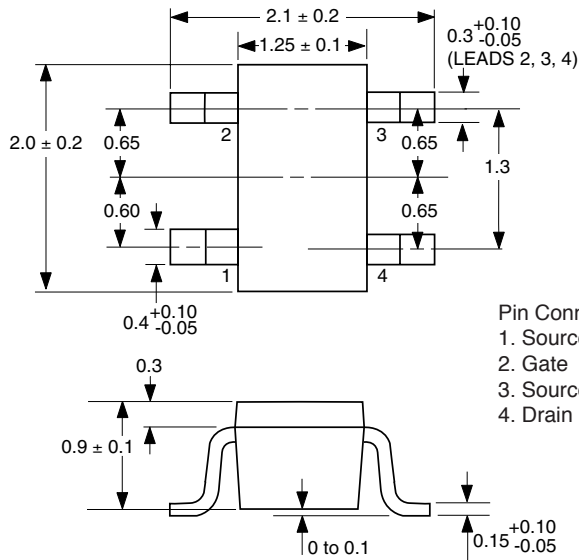 2.1 ± 0.2
1.25 ± 0.1
0.3 +0.10 -0.05
(LEADS 2, 3, 4)
2
3
2.0 ± 0.2
0.65
0.65
1.3
0.60
0.65
1
4
0.4 +0.10 -0.05
Pin Conn
1. Source
2. Gate
3. Source
4. Drain
0.3
0.9 ± 0.1
0 to 0.1
0.15 +0.10 -0.05